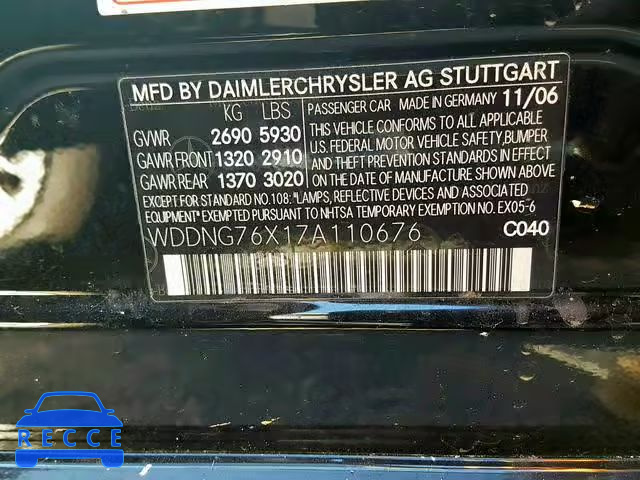 MFD BY DAIMLERCHRYSLER AG STUTTGART
KG LBS
PASSENGER CAR MADE IN GERMANY 11/06
GVWR 2690 5930
GAWR FRONT 1320 2910
GAWR REAR 1370 3020
THIS VEHICLE CONFORMS TO ALL APPLICABLE
U.S. FEDERAL MOTOR VEHICLE SAFETY, BUMPER
AND THEFT PREVENTION STANDARDS IN EFFECT
ON THE DATE OF MANUFACTURE SHOWN ABOVE.
EXCEPT FOR STANDARD NO. 108: "LAMPS, REFLECTIVE DEVICES AND ASSOCIATED
EQUIPMENT" EXEMPTED PURSUANT TO NHTSA TEMPORARY EXEMPTION NO. EX05-6
WDDNG76X17A110676 C040